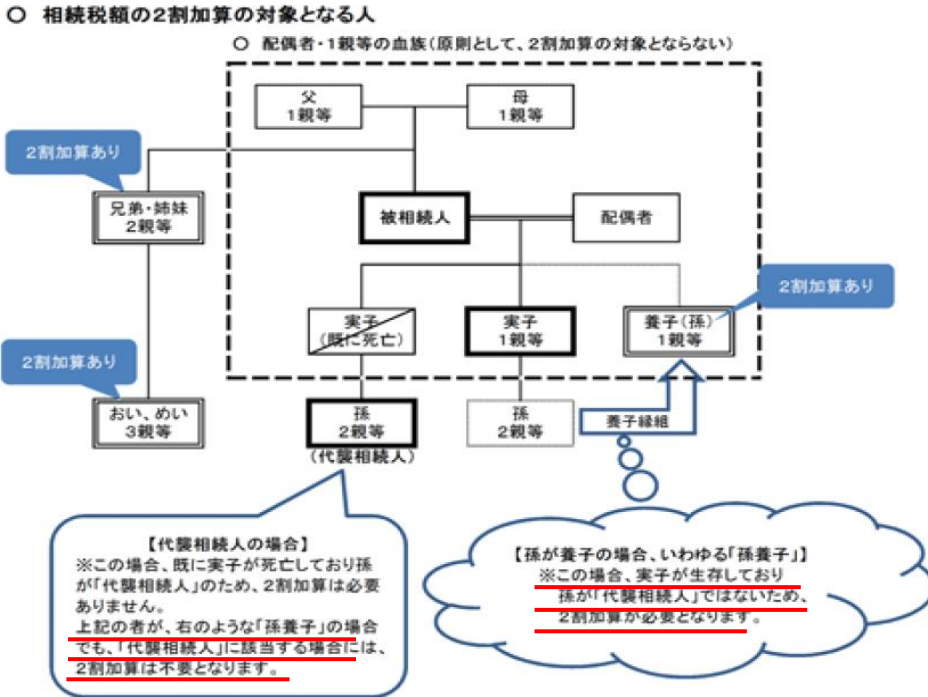 ○ 相続税額の2割加算の対象となる人
○ 配偶者・1親等の血族(原則として、2割加算の対象とならない)
父
1親等
母
1親等
2割加算あり
兄弟・姉妹
2親等
被相続人
配偶者
2割加算あり
実子
(既に死亡)
実子
1親等
養子(孫)
1親等
2割加算あり
おい、めい
3親等
孫
2親等
(代襲相続人)
孫
2親等
養子縁組
【代襲相続人の場合】
※この場合、既に実子が死亡しており孫
が「代襲相続人」のため、2割加算は必要
ありません。
上記の者が、右のような「孫養子」の場合
でも、「代襲相続人」に該当する場合には、
2割加算は不要となります。
【孫が養子の場合、いわゆる「孫養子」】
※この場合、実子が生存しており
孫が「代襲相続人」ではないため、
2割加算が必要となります。